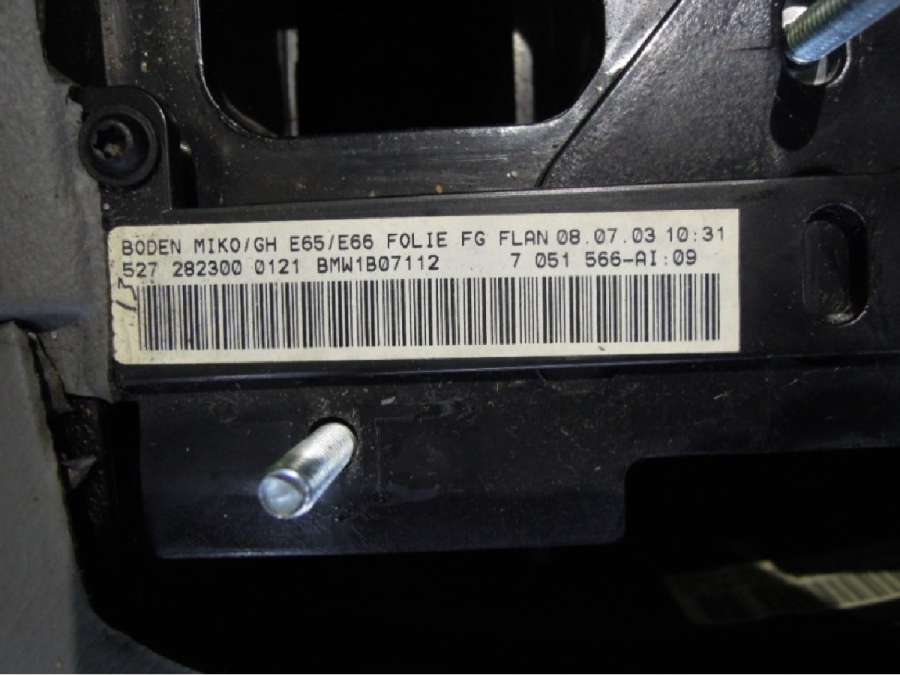 BODEN MIKO/GH E65/E66 FOLIE FG FLAN 08.07.03 10:31
527 282300 0121 BMW1B07112 7 051 566-AI:09